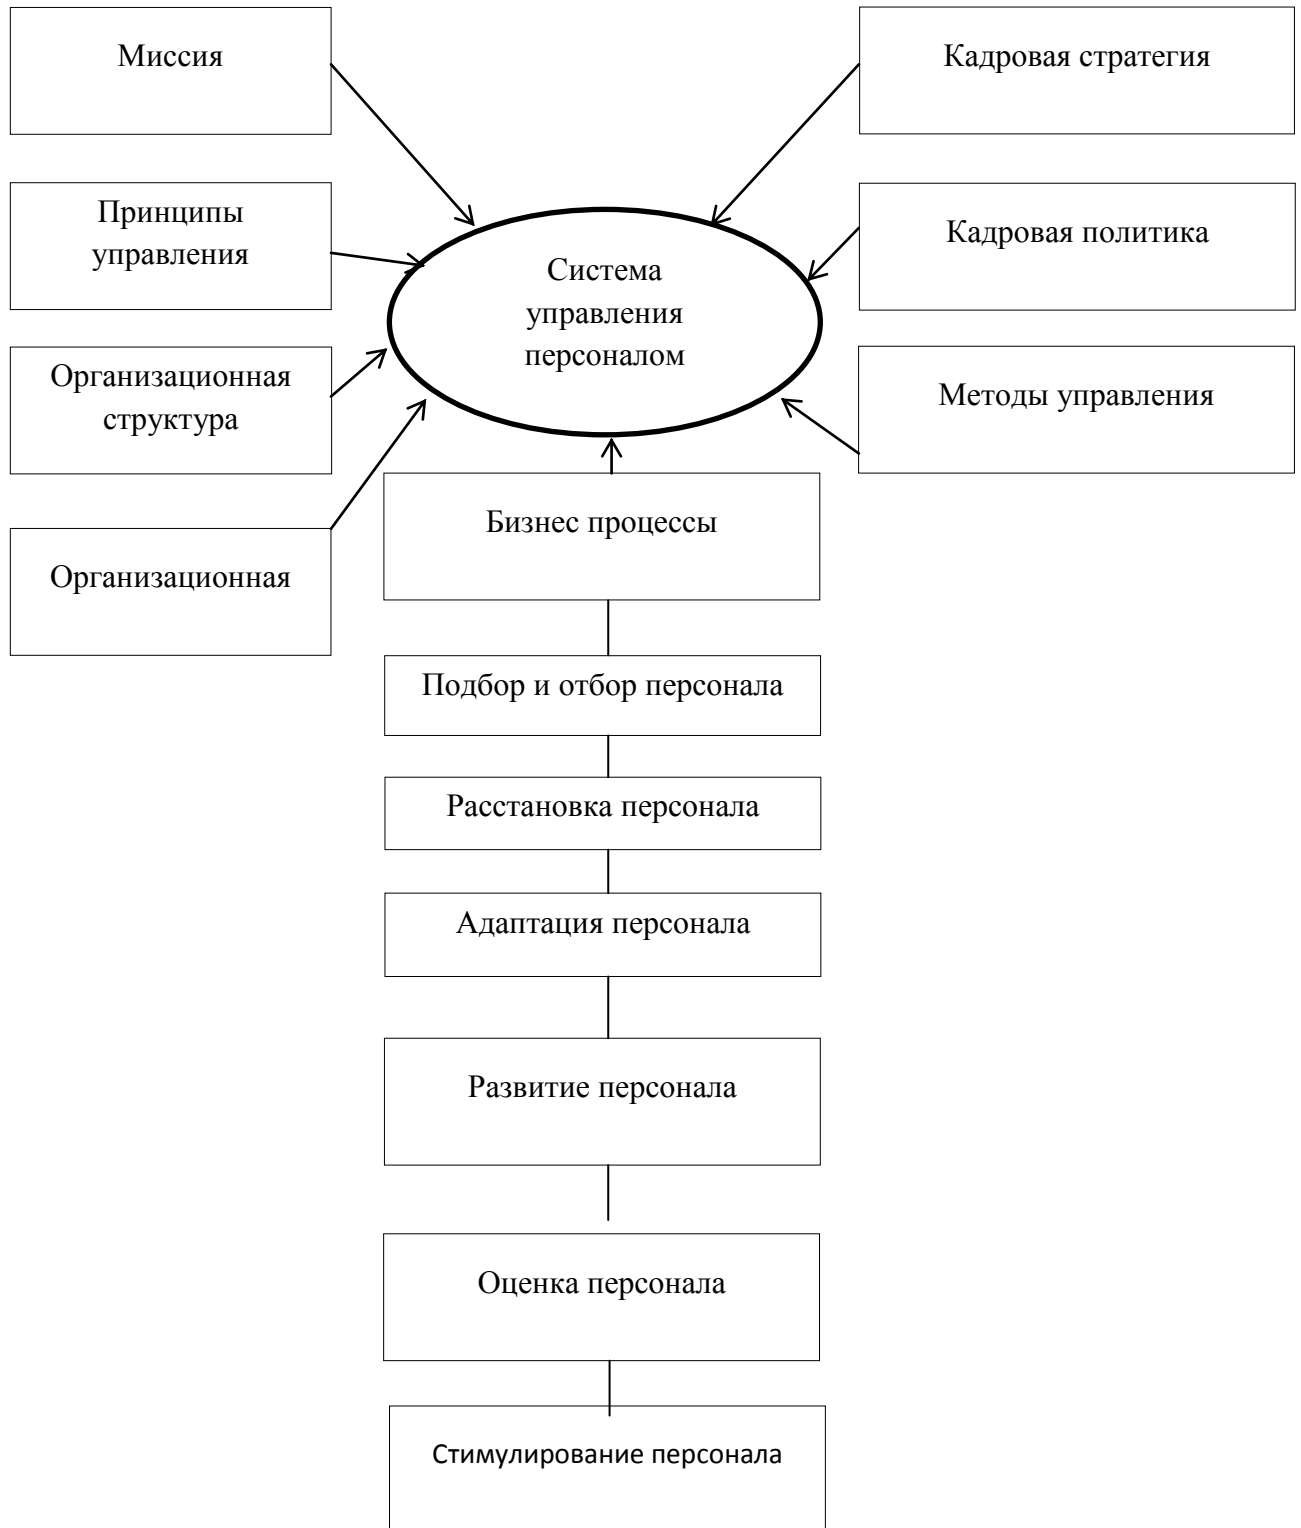 Миссия
Кадровая стратегия
Принципы
управления
Кадровая политика
Система
управления
персоналом
Организационная
структура
Методы управления
Бизнес процессы
Организационная
Подбор и отбор персонала
Расстановка персонала
Адаптация персонала
Развитие персонала
Оценка персонала
Стимулирование персонала